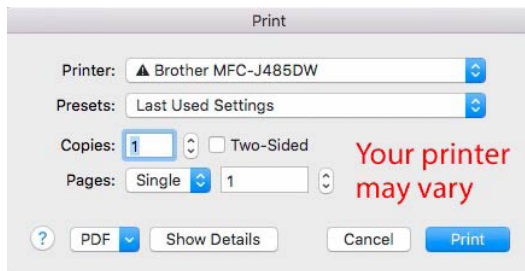 Print
Printer: ⚠ Brother MFC-J485DW
Presets: Last Used Settings
Copies: 1 Two-Sided
Pages: Single 1
Your printer
may vary
? PDF Show Details Cancel Print